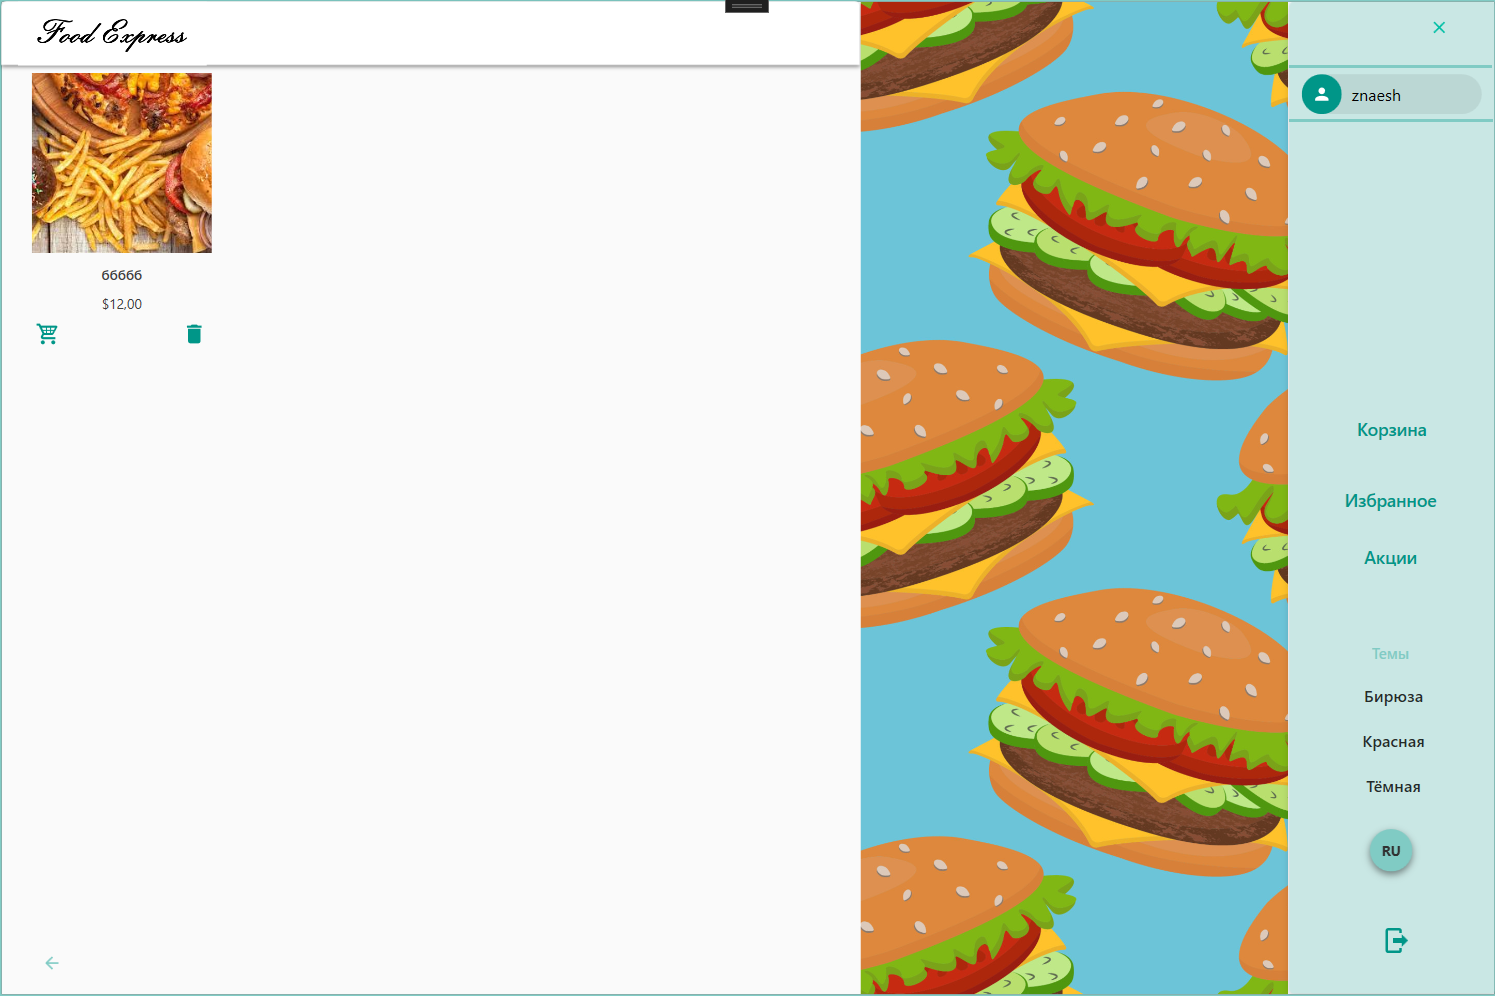 Food Express
66666
$12,00
znaesh
Корзина
Избранное
Акции
Темы
Бирюза
Красная
Тёмная
RU